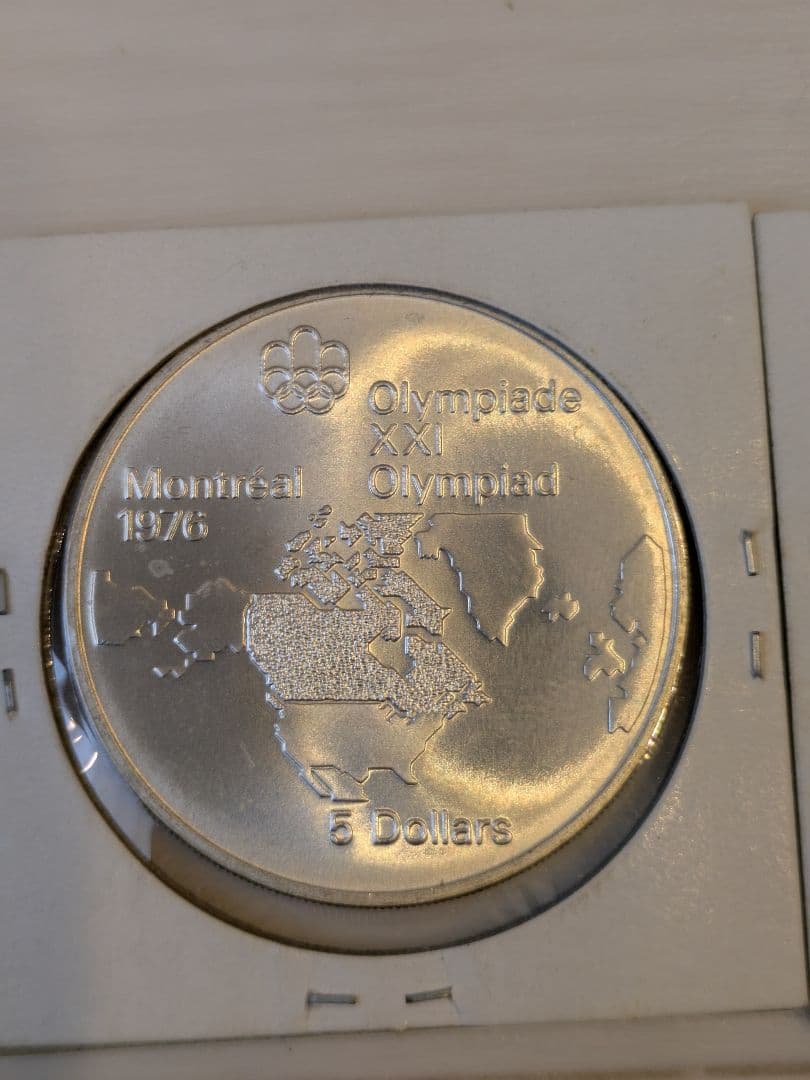 Olympiade
XXI
Olympiad
Montréal
1976
5 Dollars